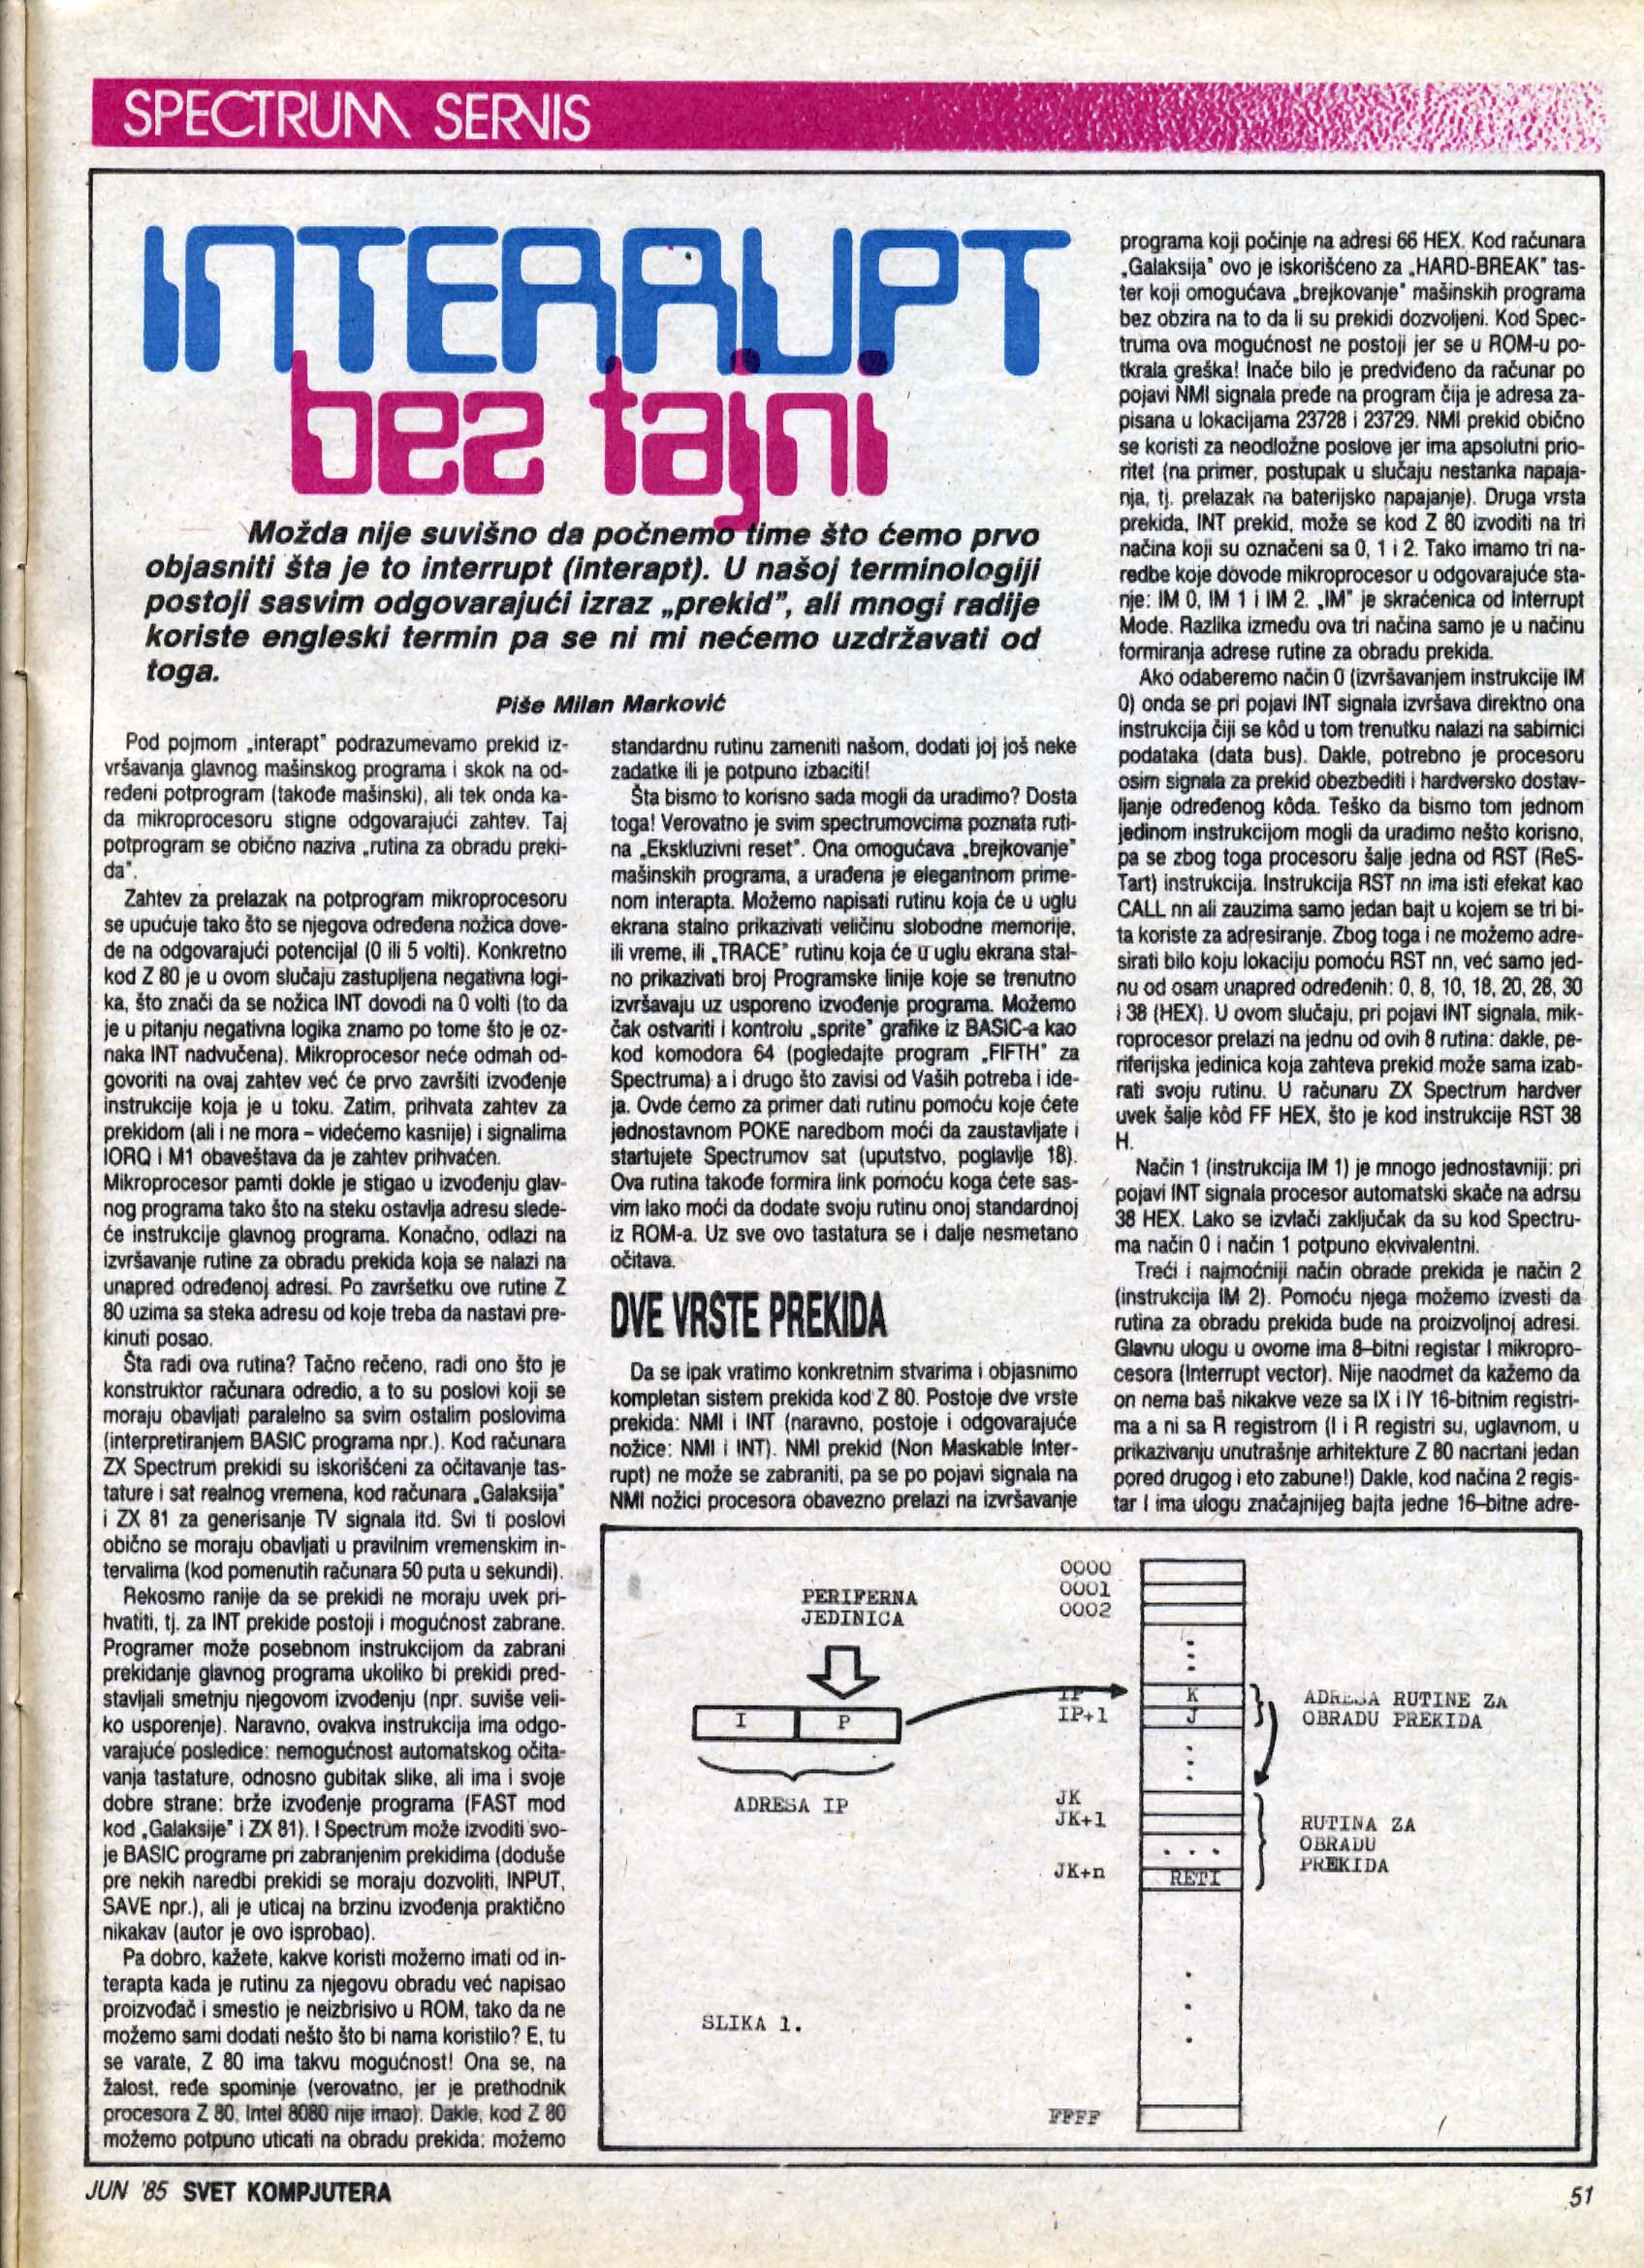 SPECTRUM SERVIS
INTERRUPT
bez tajni
Možda nije suvišno da počnemo time što ćemo prvo
objasniti šta je to interrupt (interapt). U našoj terminologiji
postoji sasvim odgovarajući izraz „prekid”, ali mnogi radije
koriste engleski termin pa se ni mi nećemo uzdržavati od
toga.
Piše Milan Marković
Pod pojmom „interapt” podrazumevamo prekid iz-
vršavanja glavnog mašinskog programa i skok na od-
ređeni potprogram (takođe mašinski), ali tek onda ka-
da mikroprocesoru stigne odgovarajući zahtev. Taj
potprogram se obično naziva „rutina za obradu preki-
da”.
Zahtev za prelazak na potprogram mikroprocesoru
se upućuje tako što se njegova određena nožica dove-
de na odgovarajući potencijal (0 ili 5 volti). Konkretno
kod Z 80 je u ovom slučaju zastupljena negativna logi-
ka, što znači da se nožica INT dovodi na 0 volti (to da
je u pitanju negativna logika znamo po tome što je oz-
naka INT nadvučena). Mikroprocesor neće odmah od-
govoriti na ovaj zahtev već će prvo završiti izvođenje
instrukcije koja je u toku. Zatim, prihvata zahtev za
prekidom (ali i ne mora – videćemo kasnije) i signalima
IORQ i M1 obaveštava da je zahtev prihvaćen.
Mikroprocesor pamti dokle je stigao u izvođenju glav-
nog programa tako što na steku ostavlja adresu slede-
će instrukcije glavnog programa. Konačno, odlazi na
izvršavanje rutine za obradu prekida koja se nalazi na
unapred određenoj adresi. Po završetku ove rutine Z
80 uzima sa steka adresu od koje treba da nastavi pre-
kinuti posao.
Šta radi ova rutina? Tačno rečeno, radi ono što je
konstruktor računara odredio, a to su poslovi koji se
moraju obavljati paralelno sa svim ostalim poslovima
(interpretiranjem BASIC programa npr.). Kod računara
ZX Spectrum prekidi su iskorišćeni za očitavanje tas-
tature i sat realnog vremena, kod računara „Galaksija”
i ZX 81 za generisanje TV signala itd. Svi ti poslovi
obično se moraju obavljati u pravilnim vremenskim in-
tervalima (kod pomenutih računara 50 puta u sekundi).
Rekosmo ranije da se prekidi ne moraju uvek pri-
hvatiti, tj. za INT prekide postoji i mogućnost zabrane.
Programer može posebnom instrukcijom da zabrani
prekidanje glavnog programa ukoliko bi prekidi pred-
stavljali smetnju njegovom izvođenju (npr. suviše veli-
ko usporenje). Naravno, ovakva instrukcija ima odgo-
varajuće posledice: nemogućnost automatskog očita-
vanja tastature, odnosno gubitak slike, ali ima i svoje
dobre strane: brže izvođenje programa (FAST mod
kod „Galaksije” i ZX 81). I Spectrum može izvoditi svo-
je BASIC programe pri zabranjenim prekidima (doduše
pre nekih naredbi prekidi se moraju dozvoliti, INPUT,
SAVE npr.), ali je uticaj na brzinu izvođenja praktično
nikakav (autor je ovo isprobao).
Pa dobro, kažete, kakve koristi možemo imati od in-
terapta kada je rutinu za njegovu obradu već napisao
proizvođač i smestio je neizbrisivo u ROM, tako da ne
možemo sami dodati nešto što bi nama koristilo? E, tu
se varate, Z 80 ima takvu mogućnost! Ona se, na
žalost, ređe spominje (verovatno, jer je prethodnik
procesora Z 80, Intel 8080 nije imao). Dakle, kod Z 80
možemo potpuno uticati na obradu prekida: možemo
standardnu rutinu zameniti našom, dodati joj još neke
zadatke ili je potpuno izbaciti!
Šta bismo to korisno sada mogli da uradimo? Dosta
toga! Verovatno je svim spectrumovcima poznata ruti-
na „Ekskluzivni reset”. Ona omogućava „brejkovanje”
mašinskih programa, a urađena je elegantnom prime-
nom interapta. Možemo napisati rutinu koja će u uglu
ekrana stalno prikazivati veličinu slobodne memorije,
ili vreme, ili „TRACE” rutinu koja će u uglu ekrana stal-
no prikazivati broj Programske linije koje se trenutno
izvršavaju uz usporeno izvođenje programa. Možemo
čak ostvariti i kontrolu „sprite” grafike iz BASIC-a kao
kod komodora 64 (pogledajte program „FIFTH” za
Spectruma) a i drugo što zavisi od Vaših potreba i ide-
ja. Ovde ćemo za primer dati rutinu pomoću koje ćete
jednostavnom POKE naredbom moći da zaustavljate i
startujete Spectrumov sat (uputstvo, poglavlje 18).
Ova rutina takođe formira link pomoću koga ćete sas-
vim lako moći da dodate svoju rutinu onoj standardnoj
iz ROM-a. Uz sve ovo tastatura se i dalje nesmetano
očitava.
DVE VRSTE PREKIDA
Da se ipak vratimo konkretnim stvarima i objasnimo
kompletan sistem prekida kod Z 80. Postoje dve vrste
prekida: NMI i INT (naravno, postoje i odgovarajuće
nožice: NMI i INT). NMI prekid (Non Maskable Inter-
rupt) ne može se zabraniti, pa se po pojavi signala na
NMI nožici procesora obavezno prelazi na izvršavanje
programa koji počinje na adresi 66 HEX. Kod računara
„Galaksija” ovo je iskorišćeno za „HARD-BREAK” tas-
ter koji omogućava „brejkovanje” mašinskih programa
bez obzira na to da li su prekidi dozvoljeni. Kod Spec-
truma ova mogućnost ne postoji jer se u ROM-u po-
tkrala greška! Inače bilo je predviđeno da računar po
pojavi NMI signala pređe na program čija je adresa za-
pisana u lokacijama 23728 i 23729. NMI prekid obično
se koristi za neodložne poslove jer ima apsolutni prio-
ritet (na primer, postupak u slučaju nestanka napaja-
nja, tj. prelazak na baterijsko napajanje). Druga vrsta
prekida, INT prekid, može se kod Z 80 izvoditi na tri
načina koji su označeni sa 0, 1 i 2. Tako imamo tri na-
redbe koje dovode mikroprocesor u odgovarajuće sta-
nje: IM 0, IM 1 i IM 2. „IM” je skraćenica od Interrupt
Mode. Razlika između ova tri načina samo je u načinu
formiranja adrese rutine za obradu prekida.
Ako odaberemo način 0 (izvršavanjem instrukcije IM
0) onda se pri pojavi INT signala izvršava direktno ona
instrukcija čiji se kôd u tom trenutku nalazi na sabirnici
podataka (data bus). Dakle, potrebno je procesoru
osim signala za prekid obezbediti i hardversko dostav-
ljanje određenog kôda. Teško da bismo tom jednom
jedinom instrukcijom mogli da uradimo nešto korisno,
pa se zbog toga procesoru šalje jedna od RST (ReS-
Tart) instrukcija. Instrukcija RST nn ima isti efekat kao
CALL nn ali zauzima samo jedan bajt u kojem se tri bi-
ta koriste za adresiranje. Zbog toga i ne možemo adre-
sirati bilo koju lokaciju pomoću RST nn, već samo jed-
nu od osam unapred određenih: 0, 8, 10, 18, 20, 28, 30
i 38 (HEX). U ovom slučaju, pri pojavi INT signala, mik-
roprocesor prelazi na jednu od ovih 8 rutina: dakle, pe-
riferijska jedinica koja zahteva prekid može sama izab-
rati svoju rutinu. U računaru ZX Spectrum hardver
uvek šalje kôd FF HEX, što je kod instrukcije RST 38
H.
Način 1 (instrukcija IM 1) je mnogo jednostavniji: pri
pojavi INT signala procesor automatski skače na adrsu
38 HEX. Lako se izvlači zaključak da su kod Spectru-
ma način 0 i način 1 potpuno ekvivalentni.
Treći i najmoćniji način obrade prekida je način 2
(instrukcija IM 2). Pomoću njega možemo izvesti da
rutina za obradu prekida bude na proizvoljnoj adresi.
Glavnu ulogu u ovome ima 8–bitni registar I mikropro-
cesora (Interrupt vector). Nije naodmet da kažemo da
on nema baš nikakve veze sa IX i IY 16-bitnim registri-
ma a ni sa R registrom (I i R registri su, uglavnom, u
prikazivanju unutrašnje arhitekture Z 80 nacrtani jedan
pored drugog i eto zabune!) Dakle, kod načina 2 regis-
tar I ima ulogu značajnijeg bajta jedne 16–bitne adre-
PERIFERNA
JEDINICA
I P
ADRESA IP
0000
0001
0002
IP
IP+1
K
J
ADRESA RUTINE ZA
OBRADU PREKIDA
JK
JK+1
. . .
JK+n
RETI
RUTINA ZA
OBRADU
PREKIDA
SLIKA 1.
FFFF
JUN '85 SVET KOMPJUTERA
51